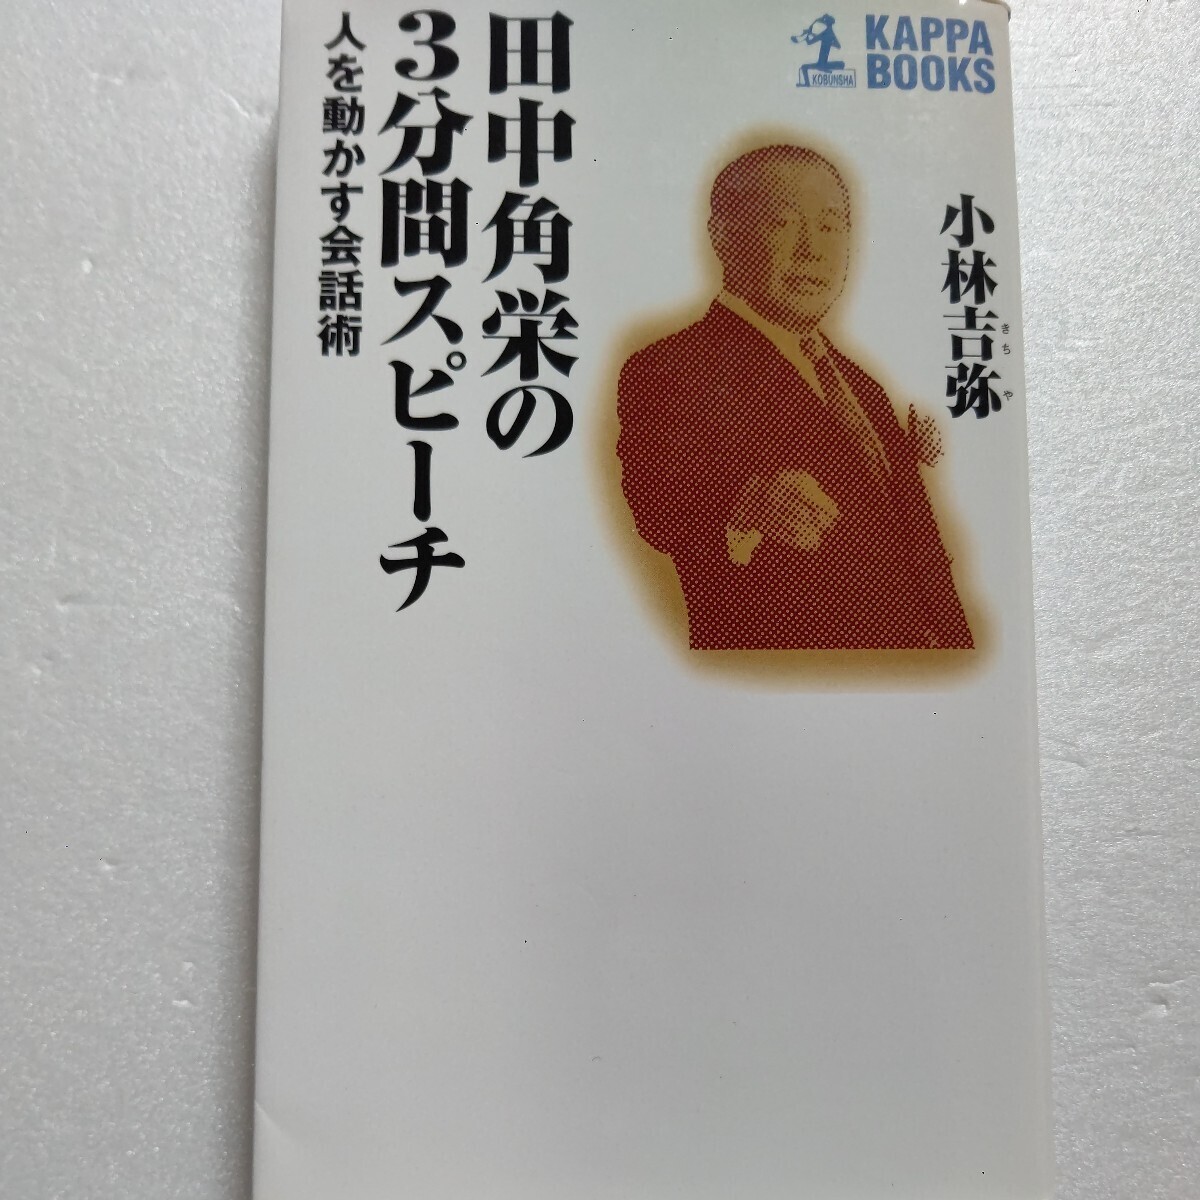 KAPPA
BOOKS
KOBUNSHA
小林吉弥
きちや
田中角栄の
3分間スピーチ
人を動かす会話術